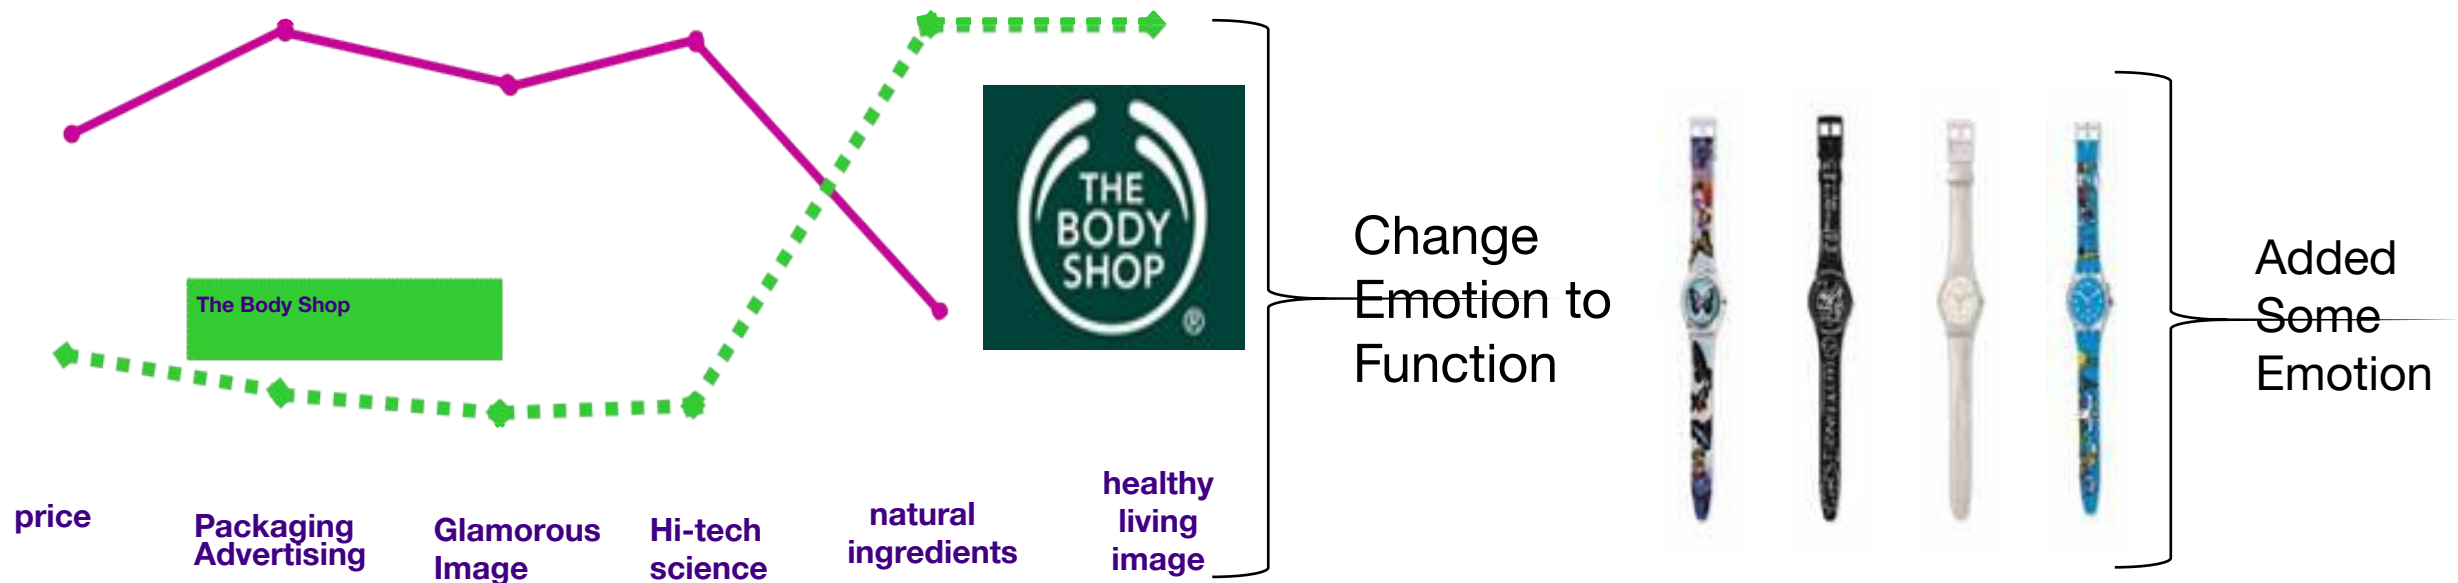 The Body Shop
price
Packaging
Advertising
Glamorous
Image
Hi-tech
science
natural
ingredients
healthy
living
image
THE
BODY
SHOP
®
Change
Emotion to
Function
Added
Some
Emotion